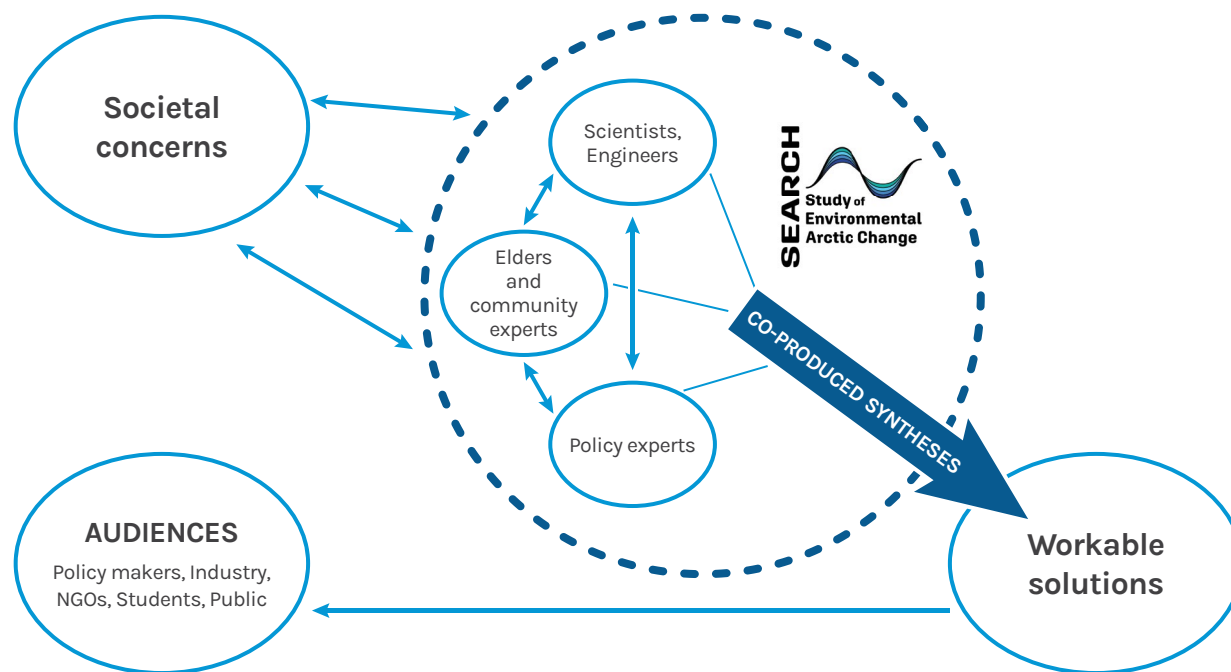 Societal
concerns
Scientists,
Engineers
SEARCH
Study of
Environmental
Arctic Change
Elders
and
community
experts
CO-PRODUCED SYNTHESES
Policy experts
AUDIENCES
Policy makers, Industry,
NGOs, Students, Public
Workable
solutions